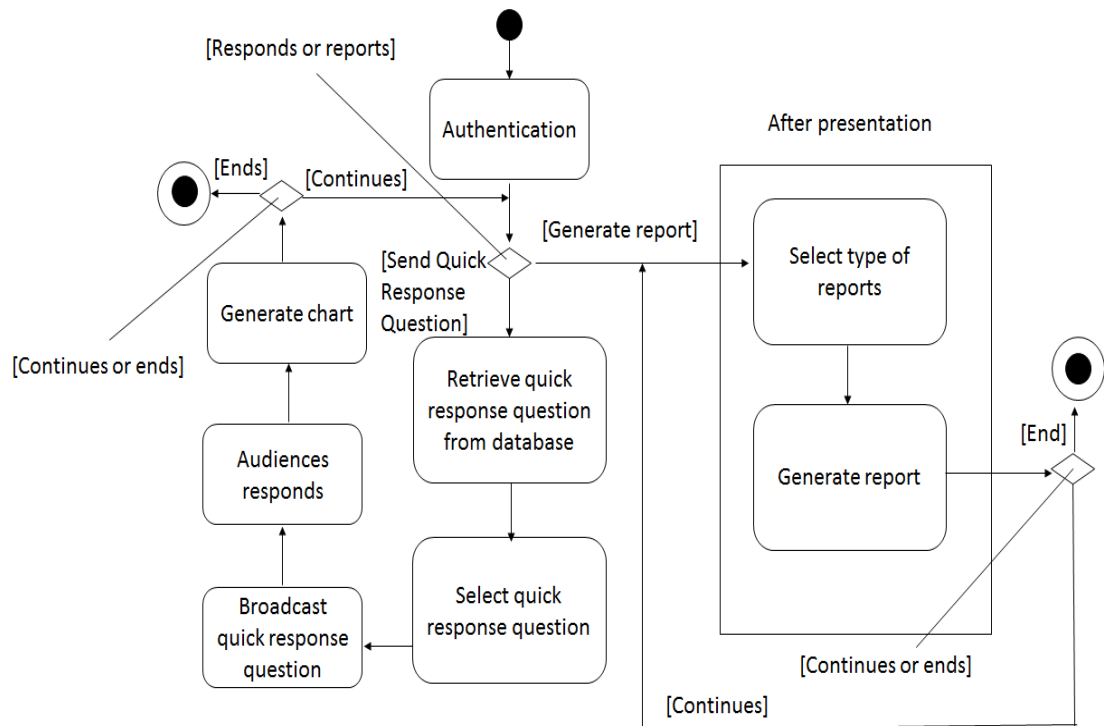 [Responds or reports]
Authentication
After presentation
[Ends]
[Continues]
[Generate report]
[Send Quick
Response
Question]
Select type of
reports
Generate chart
[Continues or ends]
Retrieve quick
response question
from database
[End]
Audiences
responds
Generate report
Select quick
response question
Broadcast
quick response
question
[Continues or ends]
[Continues]